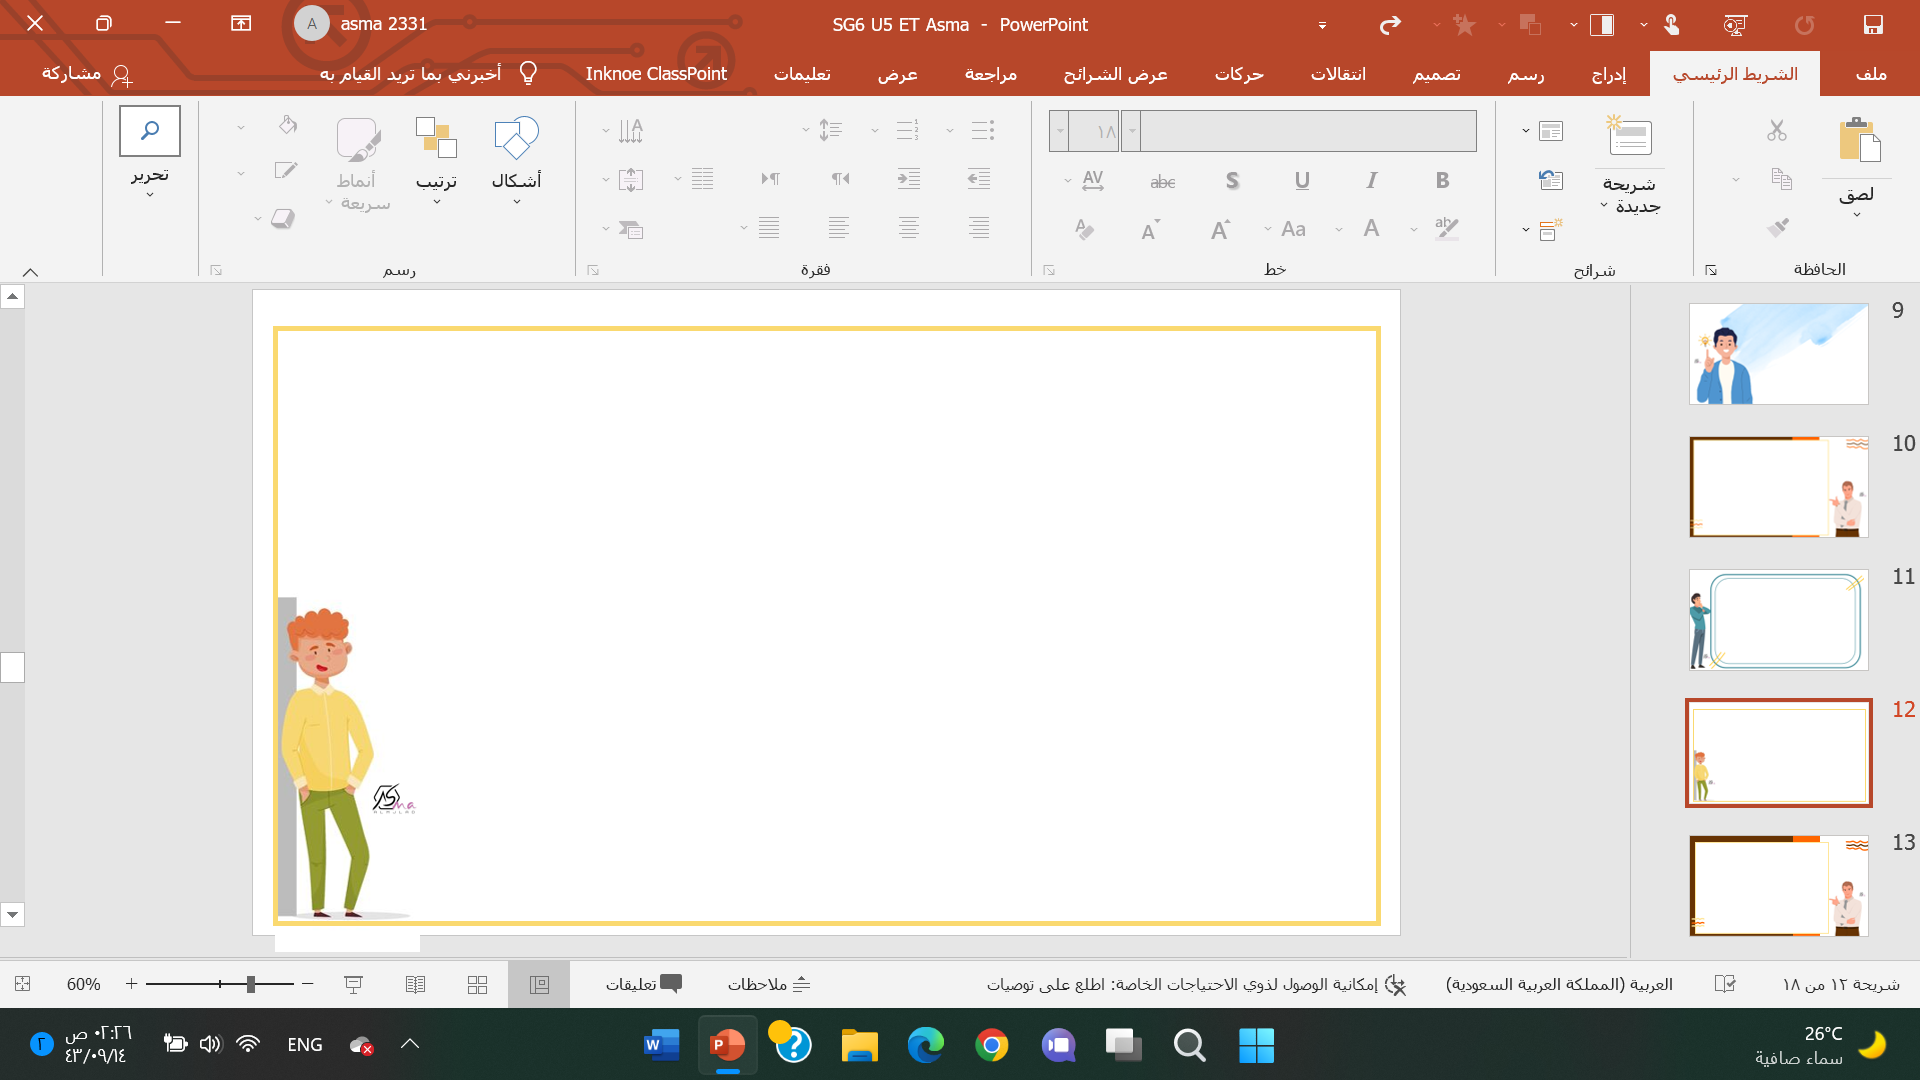 asma 2331
A
SG6 U5 ET Asma - PowerPoint
ملف
الشريط الرئيسي
إدراج
رسم
تصميم
انتقالات
حركات
عرض الشرائح
مراجعة
عرض
تعليمات
Inknoe ClassPoint
أخبرني بما تريد القيام به
مشاركة
لصق
شريحة
جديدة
١٨
أشكال
ترتيب
أنماط
سريعة
تحرير
الحافظة
شرائح
خط
فقرة
رسم
9
10
11
12
13
شريحة ١٢ من ١٨
العربية (المملكة العربية السعودية)
إمكانية الوصول لذوي الاحتياجات الخاصة: اطلع على توصيات
ملاحظات
تعليقات
60%
26°C
سماء صافية
ENG
٠٢:٢٦ ص
٤٣/٠٩/١٤
٢